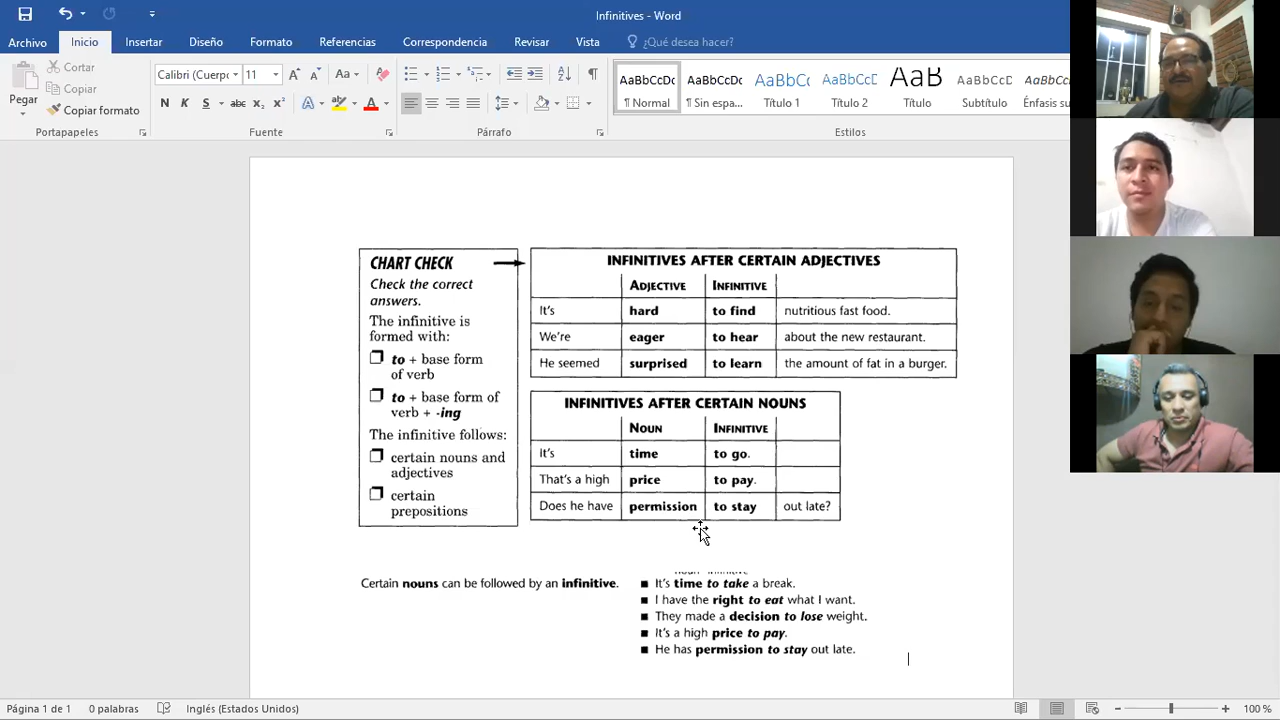 Infinitives - Word
Archivo Inicio Insertar Diseño Formato Referencias Correspondencia Revisar Vista ¿Qué desea hacer?
Pegar
Cortar
Copiar
Copiar formato
Portapapeles
Calibri (Cuerpo 11
N K S abc x₂ x²
Fuente
Párrafo
AaBbCcDc AaBbCcDc AaBbCcD AaBbCcD AaB AaBbCcD AaBbCcDc
¶ Normal ¶ Sin espa... Título 1 Título 2 Título Subtítulo Énfasis su
Estilos
CHART CHECK
Check the correct
answers.
The infinitive is
formed with:
to + base form
of verb
to + base form of
verb + -ing
The infinitive follows:
certain nouns and
adjectives
certain
prepositions
INFINITIVES AFTER CERTAIN ADJECTIVES
ADJECTIVE INFINITIVE
It's hard to find nutritious fast food.
We're eager to hear about the new restaurant.
He seemed surprised to learn the amount of fat in a burger.
INFINITIVES AFTER CERTAIN NOUNS
NOUN INFINITIVE
It's time to go.
That's a high price to pay.
Does he have permission to stay out late?
Certain nouns can be followed by an infinitive.
■ It's time to take a break.
■ I have the right to eat what I want.
■ They made a decision to lose weight.
■ It's a high price to pay.
■ He has permission to stay out late.
Página 1 de 1 0 palabras Inglés (Estados Unidos) 100 %